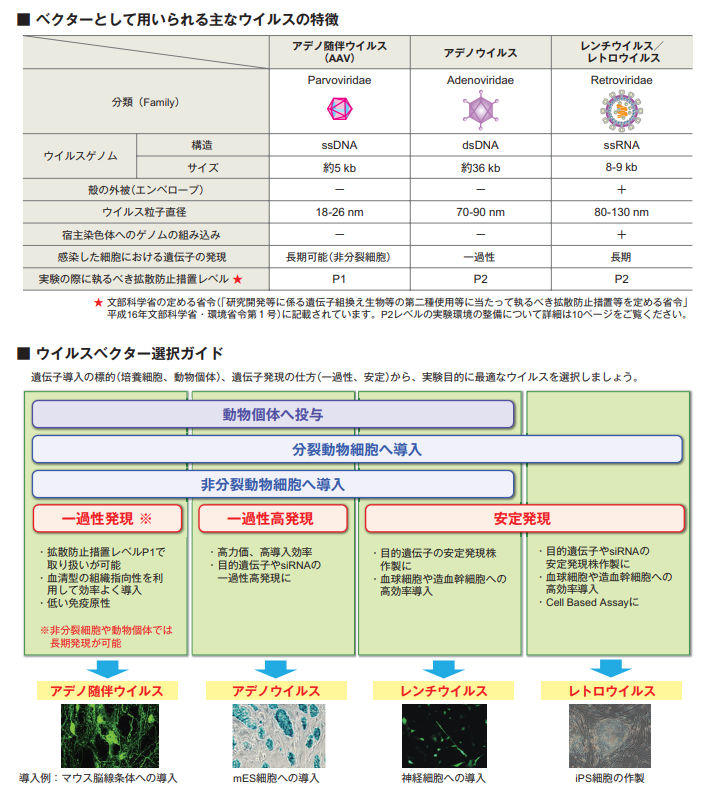 ■ ベクターとして用いられる主なウイルスの特徴
アデノ随伴ウイルス
(AAV)
アデノウイルス
レンチウイルス／
レトロウイルス
分類（Family）
Parvoviridae
Adenoviridae
Retroviridae
ウイルスゲノム
構造
ssDNA
dsDNA
ssRNA
サイズ
約5 kb
約36 kb
8-9 kb
殻の外被（エンベロープ）
－
－
＋
ウイルス粒子直径
18-26 nm
70-90 nm
80-130 nm
宿主染色体へのゲノムの組み込み
－
－
＋
感染した細胞における遺伝子の発現
長期可能（非分裂細胞）
一過性
長期
実験の際に執るべき拡散防止措置レベル ★
P1
P2
P2
★ 文部科学省の定める省令（「研究開発等に係る遺伝子組換え生物等の第二種使用等に当たって執るべき拡散防止措置等を定める省令」
平成16年文部科学省・環境省令第１号）に記載されています。P2レベルの実験環境の整備について詳細は10ページをご覧ください。
■ ウイルスベクター選択ガイド
遺伝子導入の標的（培養細胞、動物個体）、遺伝子発現の仕方（一過性、安定）から、実験目的に最適なウイルスを選択しましょう。
動物個体へ投与
分裂動物細胞へ導入
非分裂動物細胞へ導入
一過性発現 ※
一過性高発現
安定発現
・拡散防止措置レベルP1で
取り扱いが可能
・血清型の組織指向性を利
用して効率よく導入
・低い免疫原性
※非分裂細胞や動物個体では
長期発現が可能
・高力価、高導入効率
・目的遺伝子やsiRNAの
一過性高発現に
・目的遺伝子の安定発現株
作製に
・血球細胞や造血幹細胞への
高効率導入
・目的遺伝子やsiRNAの
安定発現株作製に
・血球細胞や造血幹細胞への
高効率導入
・Cell Based Assayに
アデノ随伴ウイルス
アデノウイルス
レンチウイルス
レトロウイルス
導入例：マウス脳線条体への導入
mES細胞への導入
神経細胞への導入
iPS細胞の作製